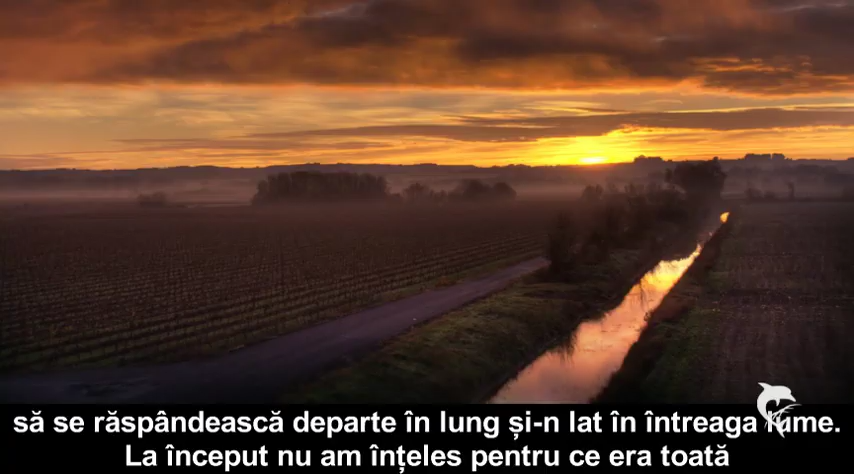 să se răspândească departe în lung și-n lat în întreaga lume.
La început nu am înțeles pentru ce era toată